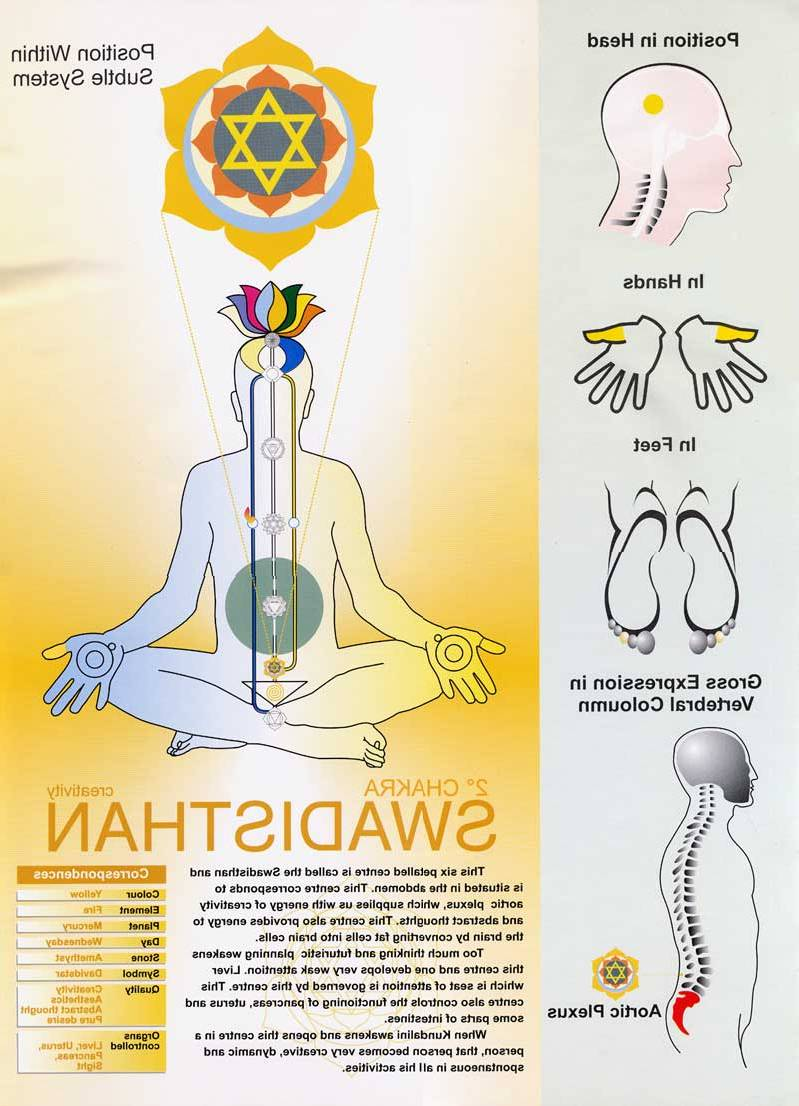 Position in Head
In Hands
In Feet
Gross Expression in
Vertebral Coloumn
Aortic Plexus
Position Within
Subtle System
2° CHAKRA
creativity
SWADISTHAN
This six petalled centre is called the Swadisthan and
is situated in the abdomen. This centre corresponds to
aortic plexus, which supplies us with energy of creativity
and abstract thoughts. This centre also provides energy to
the brain by converting fat cells into brain cells.
Too much thinking and futuristic planning weakens
this centre and one develops very weak attention. Liver
which is seat of attention is governed by this centre. This
centre also controls the functioning of pancreas, uterus and
some parts of intestines.
When Kundalini awakens and opens this centre in a
person, that person becomes very creative, dynamic and
spontaneous in all his activities.
Correspondences
Colour Yellow
Element Fire
Planet Mercury
Day Wednesday
Stone Amethyst
Symbol Davidstar
Quality Creativity
Aesthetics
Abstract thought
Pure desire
Organs
controlled Liver, Uterus,
Pancreas,
Sight